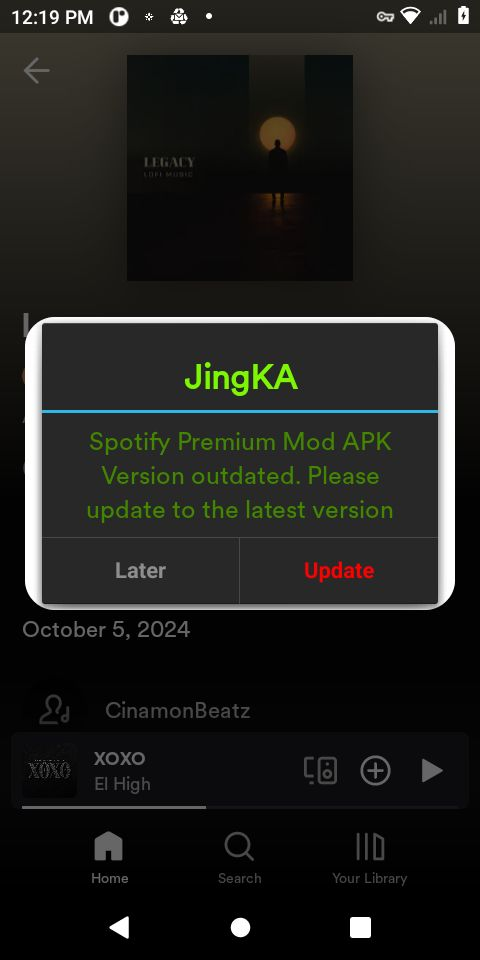 12:19 PM
LEGACY
LOFI MUSIC
JingKA
Spotify Premium Mod APK
Version outdated. Please
update to the latest version
Later
Update
October 5, 2024
CinamonBeatz
XOXO
XOXO
El High
Home
Search
Your Library